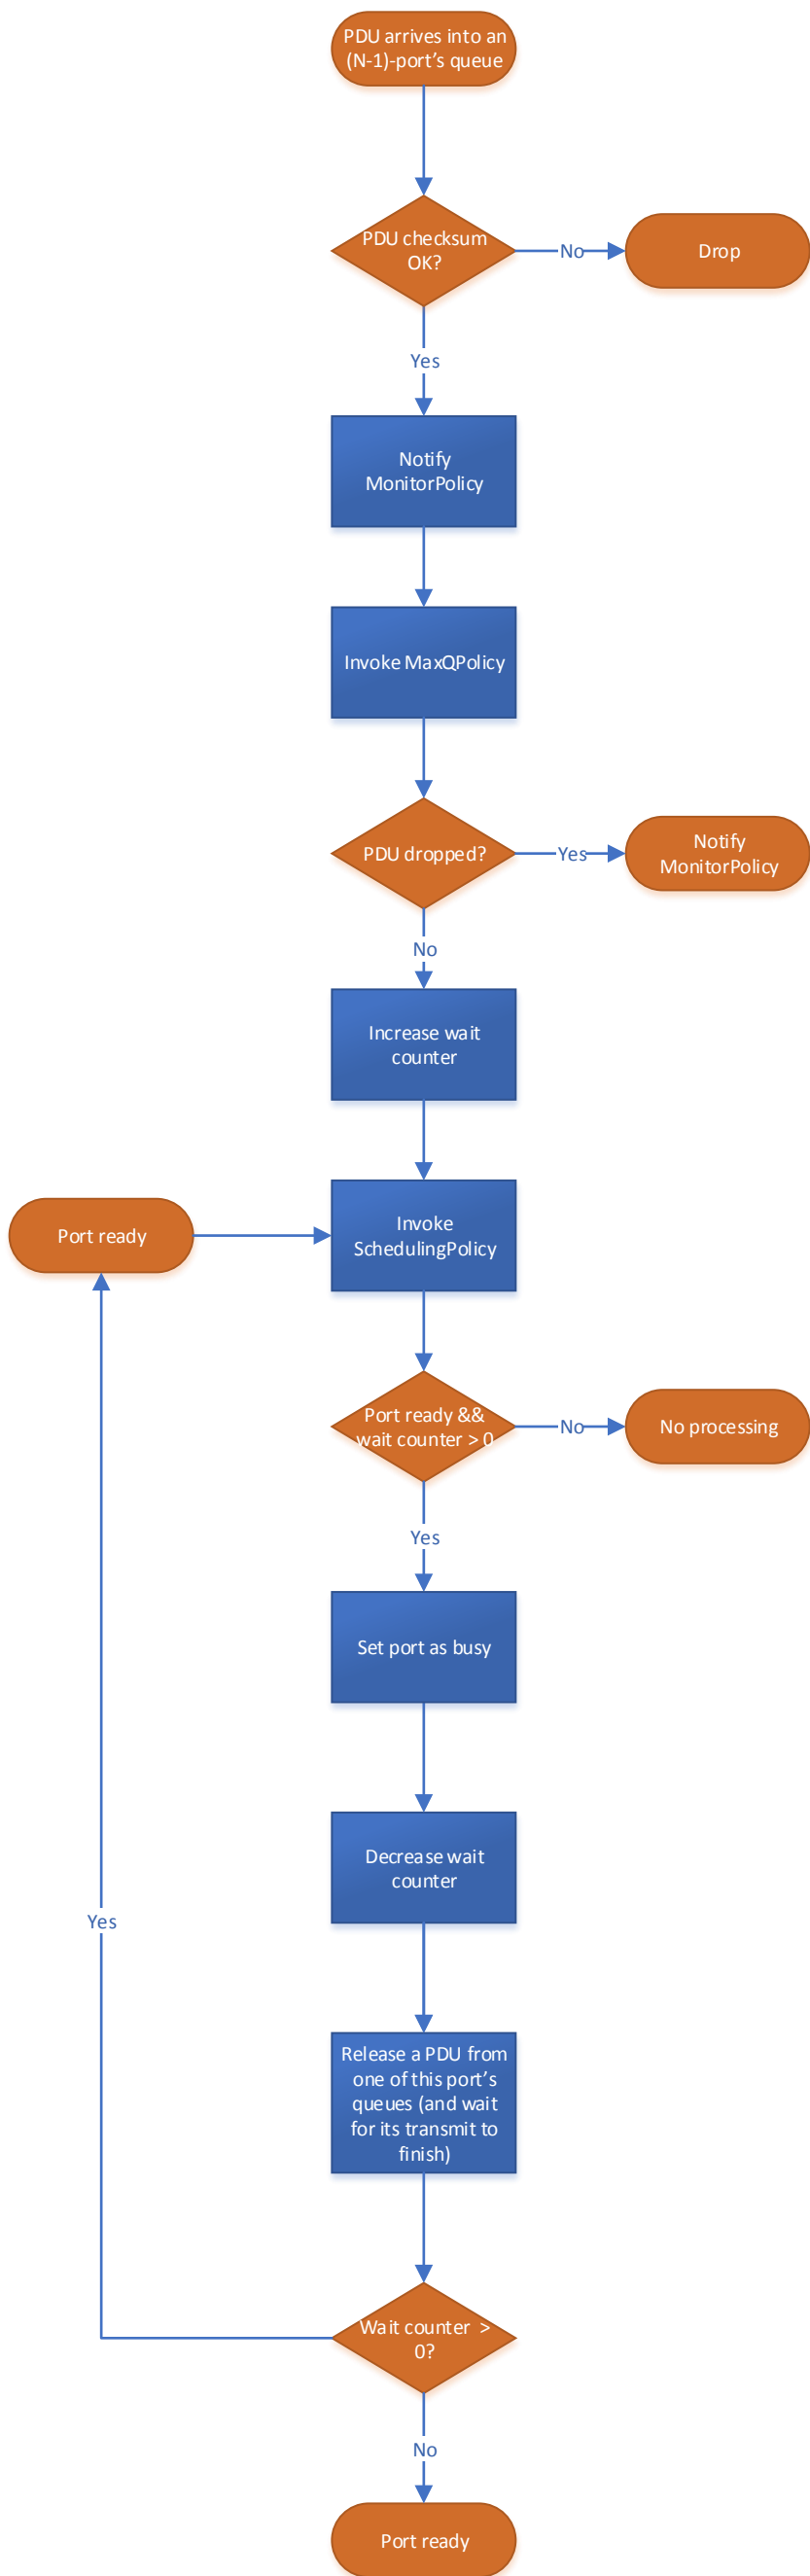 PDU arrives into an
(N-1)-port's queue
PDU checksum
OK?
No
Drop
Yes
Notify
MonitorPolicy
Invoke MaxQPolicy
PDU dropped?
Yes
Notify
MonitorPolicy
No
Increase wait
counter
Port ready
Invoke
SchedulingPolicy
Port ready &&
wait counter > 0
No
No processing
Yes
Set port as busy
Decrease wait
counter
Yes
Release a PDU from
one of this port's
queues (and wait
for its transmit to
finish)
Wait counter >
0?
No
Port ready